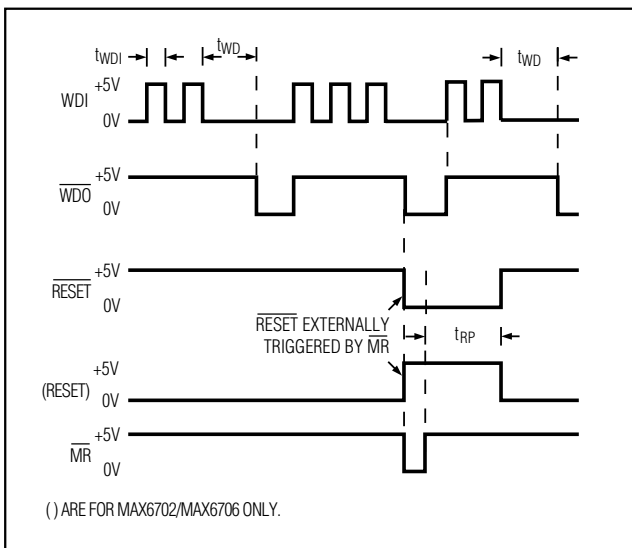 tWDI
tWD
tWD
+5V
WDI
0V
+5V
WDO
0V
+5V
RESET
0V
RESET EXTERNALLY
TRIGGERED BY MR
tRP
+5V
(RESET)
0V
+5V
MR
0V
( ) ARE FOR MAX6702/MAX6706 ONLY.